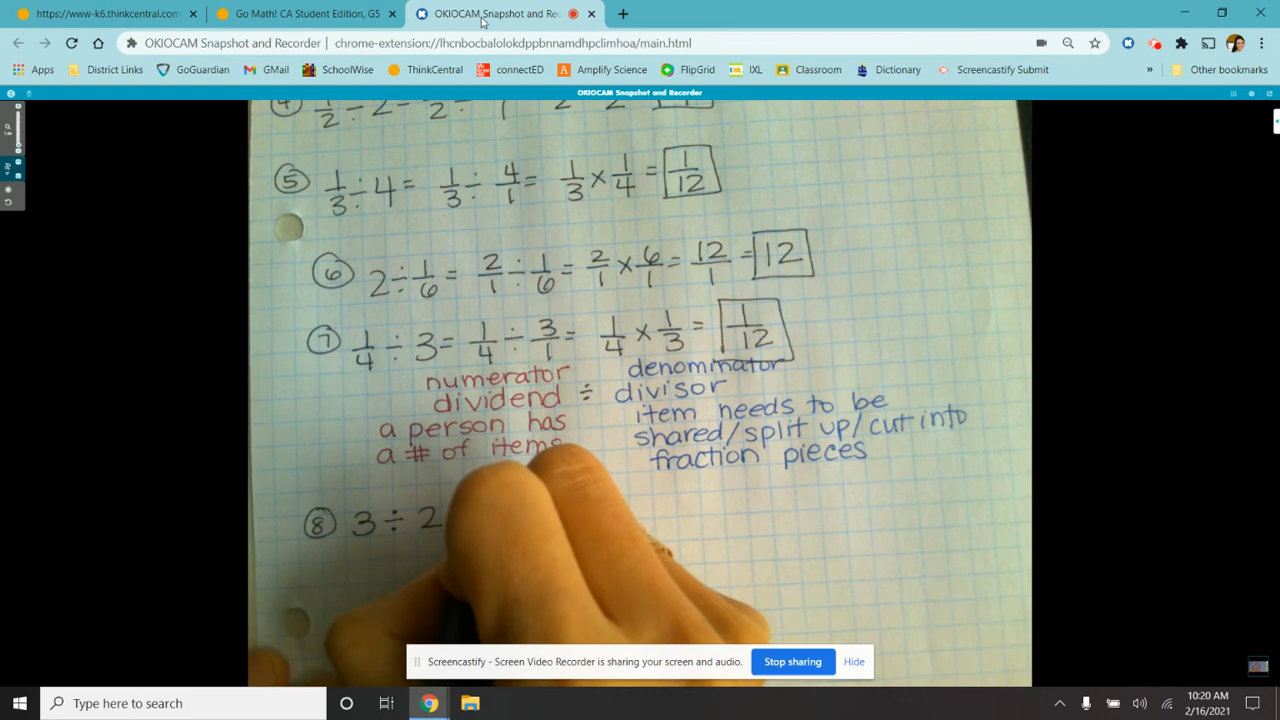 https://www-k6.thinkcentral.com
Go Math! CA Student Edition, G5
OKIOCAM Snapshot and Rec
OKIOCAM Snapshot and Recorder | chrome-extension://lhcnbocbalolokdppbnnamdhpclimhoa/main.html
Apps District Links GoGuardian GMail SchoolWise ThinkCentral connectED Amplify Science FlipGrid IXL Classroom Dictionary Screencastify Submit » Other bookmarks
OKIOCAM Snapshot and Recorder
⑤ 1/3 ÷ 4 = 1/3 ÷ 4/1 = 1/3 × 1/4 = 1/12
⑥ 2 ÷ 1/6 = 2/1 ÷ 1/6 = 2/1 × 6/1 = 12/1 = 12
⑦ 1/4 ÷ 3 = 1/4 ÷ 3/1 = 1/4 × 1/3 = 1/12
numerator denominator
dividend ÷ divisor
a person has item needs to be
a # of items shared/split up/cut into
fraction pieces
⑧ 3 ÷ 2
Screencastify - Screen Video Recorder is sharing your screen and audio. Stop sharing Hide
Type here to search
10:20 AM
2/16/2021